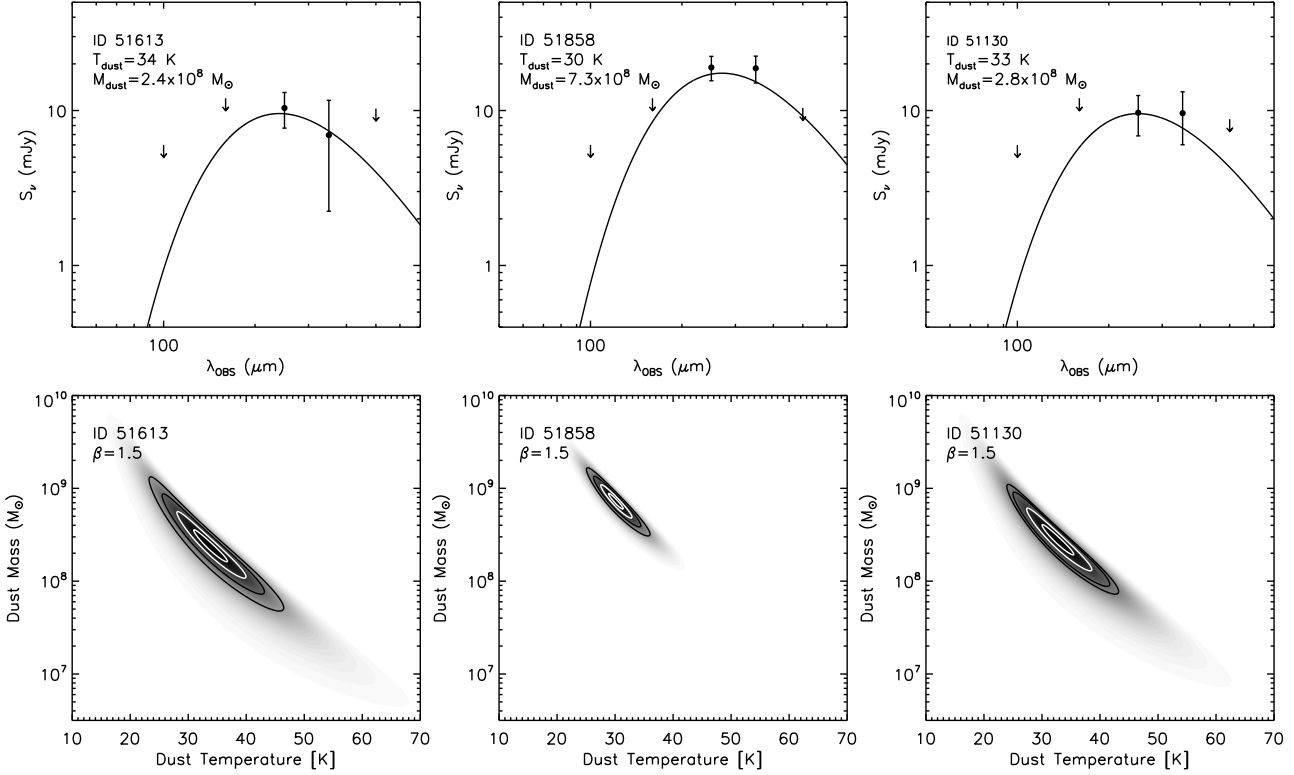 ID 51613
T_dust=34 K
M_dust=2.4x10^8 M_⊙
10
1
S_ν (mJy)
100
λ_OBS (μm)
ID 51858
T_dust=30 K
M_dust=7.3x10^8 M_⊙
10
1
S_ν (mJy)
100
λ_OBS (μm)
ID 51130
T_dust=33 K
M_dust=2.8x10^8 M_⊙
10
1
S_ν (mJy)
100
λ_OBS (μm)
ID 51613
β=1.5
10^10
10^9
10^8
10^7
Dust Mass (M_⊙)
10 20 30 40 50 60 70
Dust Temperature [K]
ID 51858
β=1.5
10^10
10^9
10^8
10^7
Dust Mass (M_⊙)
10 20 30 40 50 60 70
Dust Temperature [K]
ID 51130
β=1.5
10^10
10^9
10^8
10^7
Dust Mass (M_⊙)
10 20 30 40 50 60 70
Dust Temperature [K]